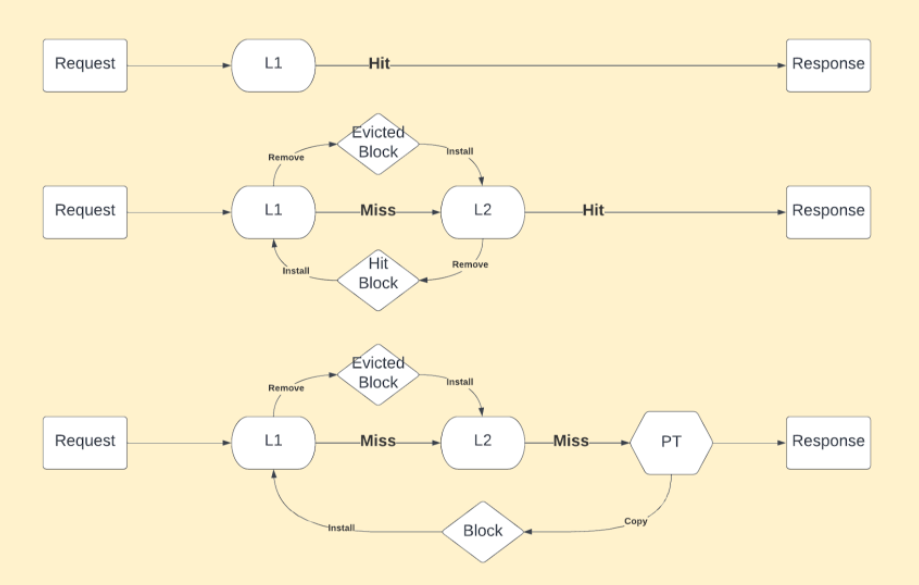 Request
L1
Hit
Response
Evicted
Block
Remove
Install
Request
L1
Miss
L2
Hit
Response
Install
Hit
Block
Remove
Evicted
Block
Remove
Install
Request
L1
Miss
L2
Miss
PT
Response
Install
Block
Copy